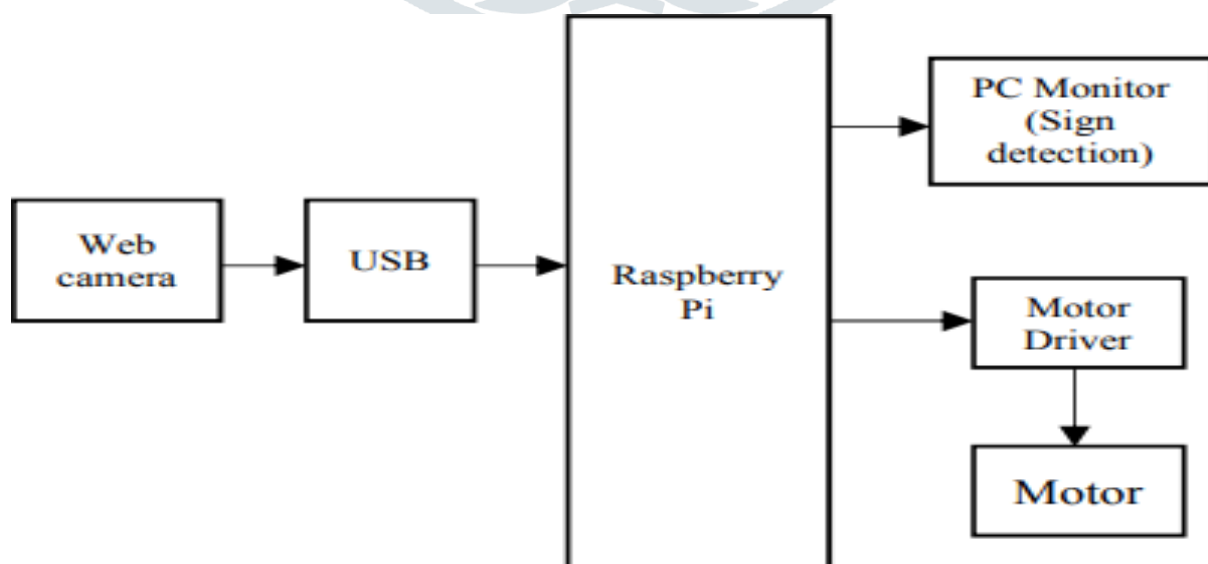 Web
camera
USB
Raspberry
Pi
PC Monitor
(Sign
detection)
Motor
Driver
Motor